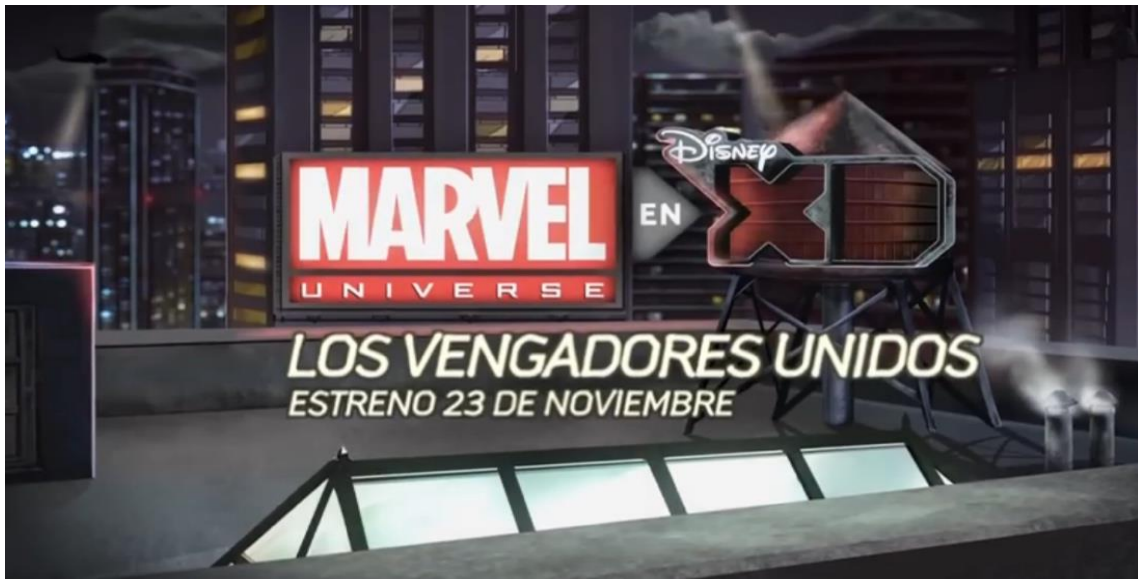 MARVEL
UNIVERSE
EN
Disney XD
LOS VENGADORES UNIDOS
ESTRENO 23 DE NOVIEMBRE